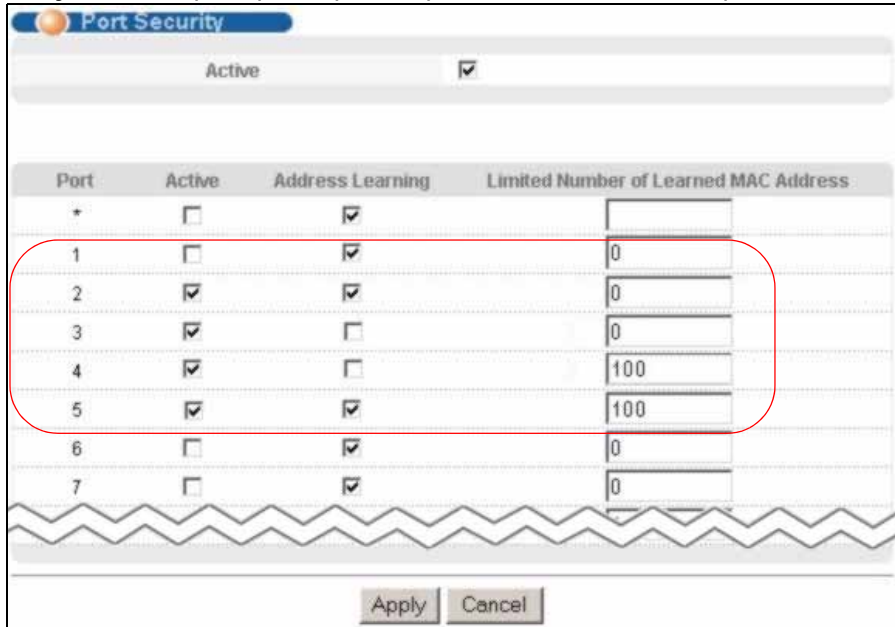 Port Security
Active
Port Active Address Learning Limited Number of Learned MAC Address
*
1 0
2 0
3 0
4 100
5 100
6 0
7 0
Apply Cancel